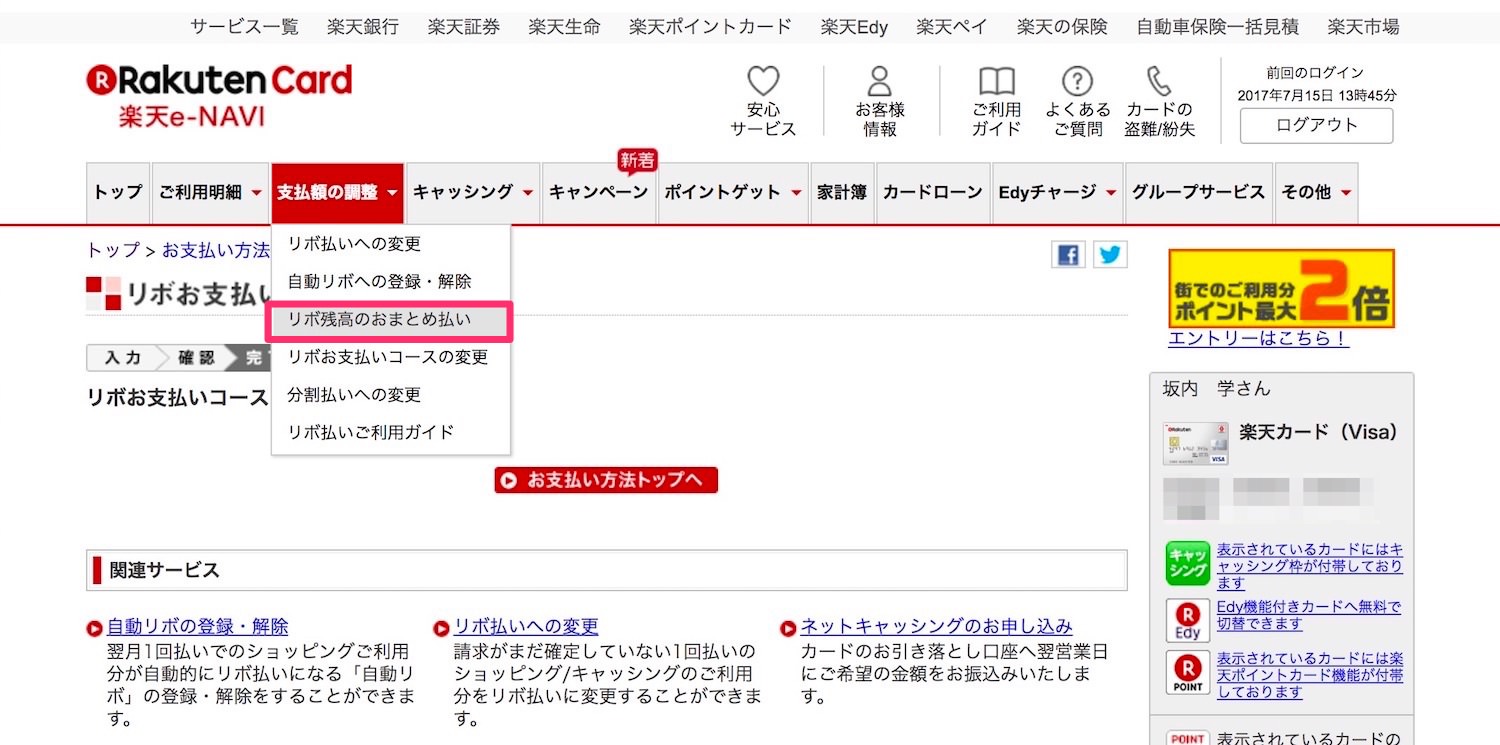 サービス一覧 楽天銀行 楽天証券 楽天生命 楽天ポイントカード 楽天Edy 楽天ペイ 楽天の保険 自動車保険一括見積 楽天市場
Rakuten Card
楽天e-NAVI
安心
サービス
お客様
情報
ご利用
ガイド
よくある
ご質問
カードの
盗難/紛失
前回のログイン
2017年7月15日 13時45分
ログアウト
新着
トップ ご利用明細 支払額の調整 キャッシング キャンペーン ポイントゲット 家計簿 カードローン Edyチャージ グループサービス その他
トップ > お支払い方法
リボお支払い
入力 確認 完
リボお支払いコース
リボ払いへの変更
自動リボへの登録・解除
リボ残高のおまとめ払い
リボお支払いコースの変更
分割払いへの変更
リボ払いご利用ガイド
お支払い方法トップへ
街でのご利用分
ポイント最大2倍
エントリーはこちら！
坂内 学さん
楽天カード（Visa）
キャッ
シング
表示されているカードにはキ
ャッシング枠が付帯しており
ます
Edy
Edy機能付きカードへ無料で
切替できます
POINT
表示されているカードには楽
天ポイントカード機能が付帯
しております
POINT
表示されているカードの
関連サービス
自動リボの登録・解除
翌月1回払いでのショッピングご利用
分が自動的にリボ払いになる「自動リ
ボ」の登録・解除をすることができま
す。
リボ払いへの変更
請求がまだ確定していない1回払いの
ショッピング/キャッシングのご利用
分をリボ払いに変更することができま
す。
ネットキャッシングのお申し込み
カードのお引き落とし口座へ翌営業日
にご希望の金額をお振込みいたしま
す。